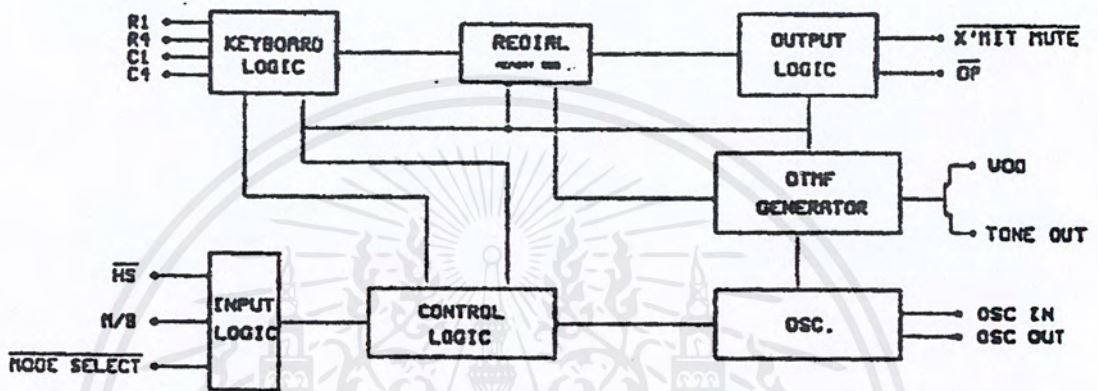 R1
R4
C1
C4
KEYBOARD
LOGIC
REDIAL
OUTPUT
LOGIC
X'MIT MUTE
DP
DTMF
GENERATOR
VDD
TONE OUT
HS
M/B
MODE SELECT
INPUT
LOGIC
CONTROL
LOGIC
OSC.
OSC IN
OSC OUT